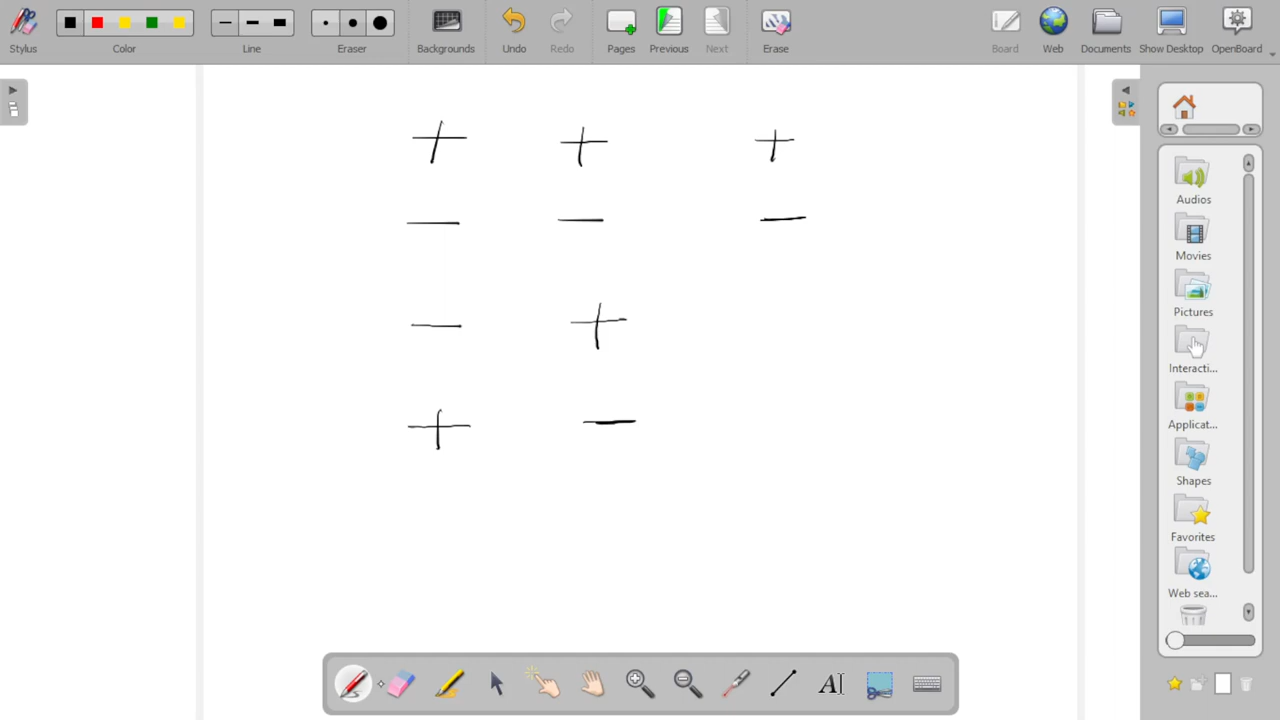 Stylus Color Line Eraser Backgrounds Undo Redo Pages Previous Next Erase Board Web Documents Show Desktop OpenBoard
+ + +
− − −
− +
+ −
Audios
Movies
Pictures
Interacti...
Applicat...
Shapes
Favorites
Web sea...
AI